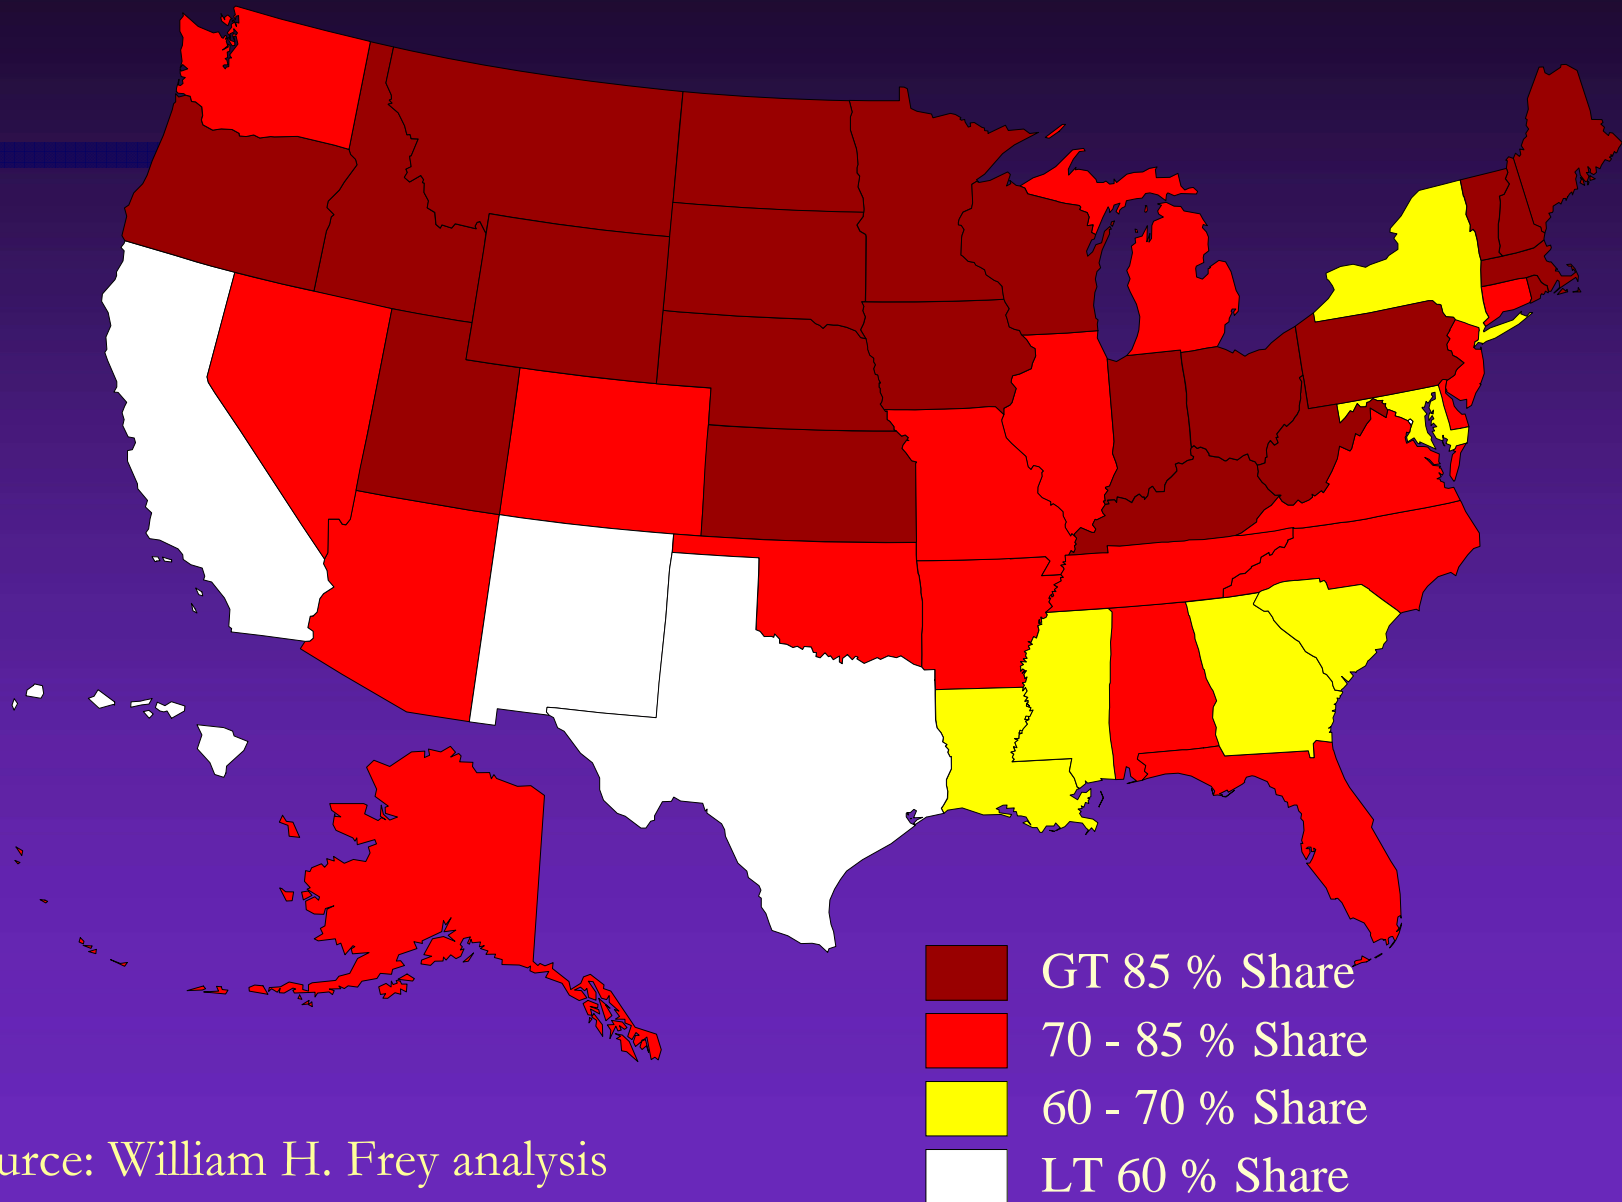 GT 85 % Share
70 - 85 % Share
60 - 70 % Share
LT 60 % Share
urce: William H. Frey analysis